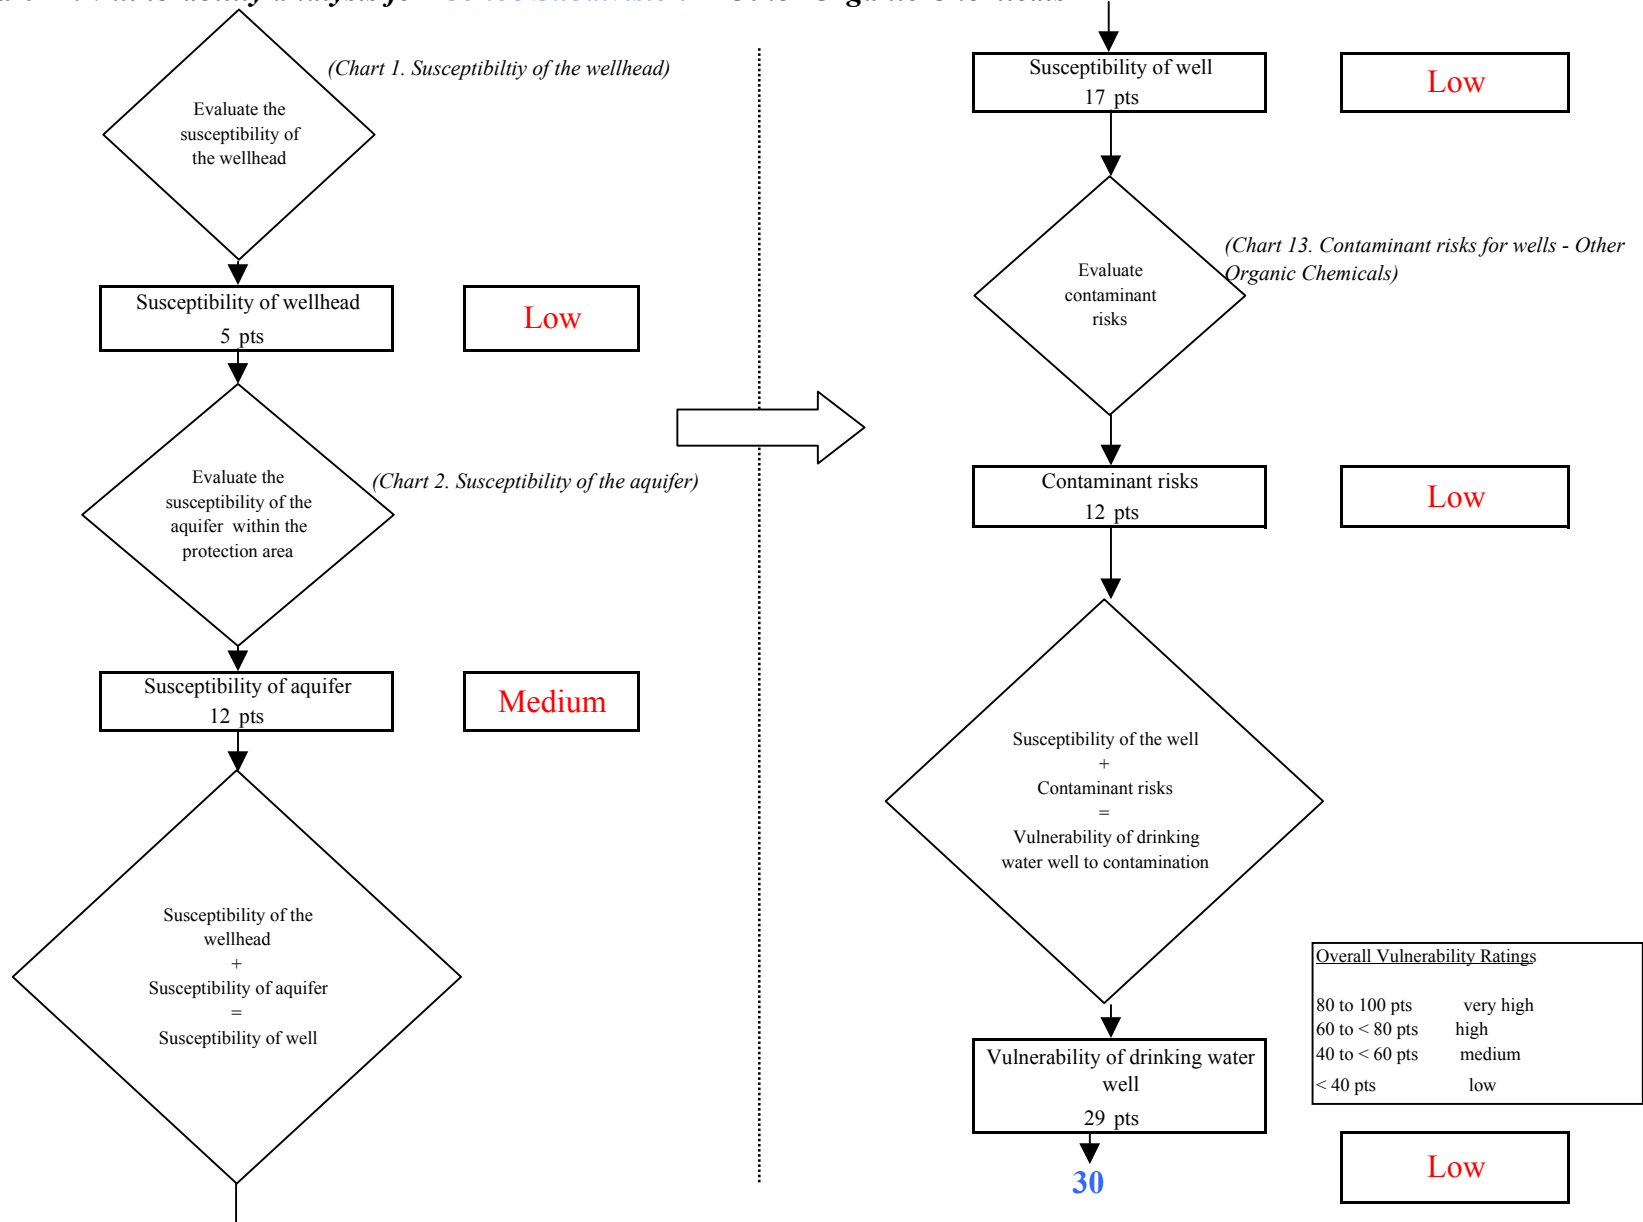 (Chart 1. Susceptibiltiy of the wellhead)
Evaluate the
susceptibility of
the wellhead
Susceptibility of wellhead
5 pts
Low
Evaluate the
susceptibility of the
aquifer within the
protection area
(Chart 2. Susceptibility of the aquifer)
Susceptibility of aquifer
12 pts
Medium
Susceptibility of the
wellhead
+
Susceptibility of aquifer
=
Susceptibility of well
Susceptibility of well
17 pts
Low
Evaluate
contaminant
risks
(Chart 13. Contaminant risks for wells - Other
Organic Chemicals)
Contaminant risks
12 pts
Low
Susceptibility of the well
+
Contaminant risks
=
Vulnerability of drinking
water well to contamination
Vulnerability of drinking water
well
29 pts
30
Overall Vulnerability Ratings
80 to 100 pts very high
60 to < 80 pts high
40 to < 60 pts medium
< 40 pts low
Low